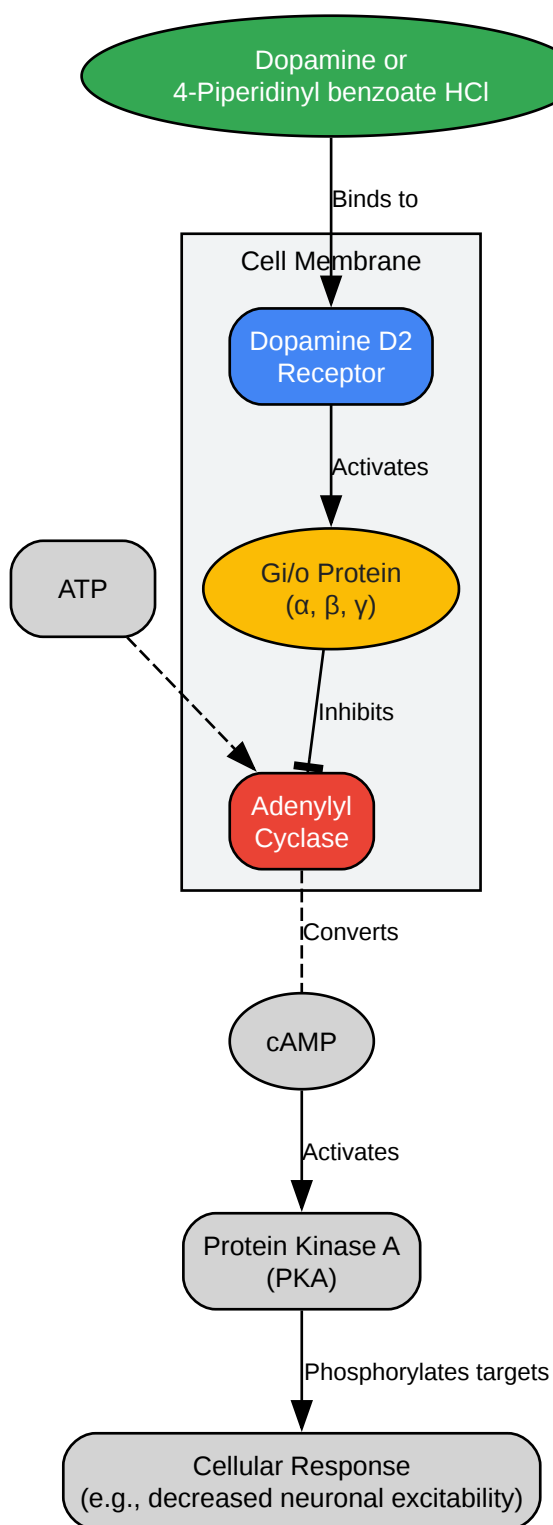 Dopamine or
4-Piperidinyl benzoate HCl
Binds to
Cell Membrane
Dopamine D2
Receptor
Activates
Gi/o Protein
(α, β, γ)
ATP
Inhibits
Adenylyl
Cyclase
Converts
cAMP
Activates
Protein Kinase A
(PKA)
Phosphorylates targets
Cellular Response
(e.g., decreased neuronal excitability)